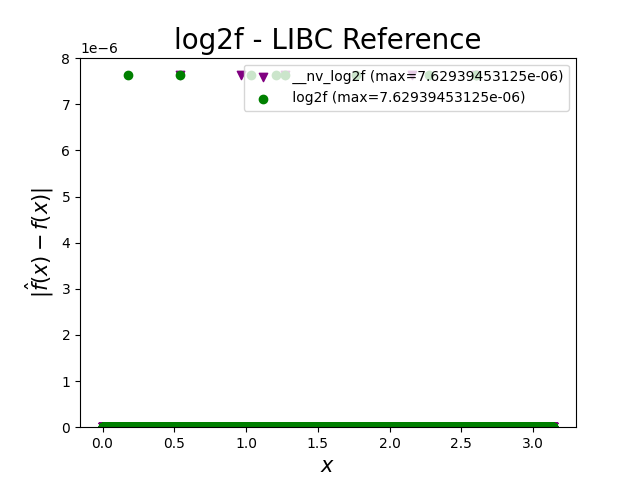 log2f - LIBC Reference
1e−6
8
7
6
5
4
3
2
1
0
|f̂(x) − f(x)|
__nv_log2f (max=7.62939453125e-06)
log2f (max=7.62939453125e-06)
0.0 0.5 1.0 1.5 2.0 2.5 3.0
x